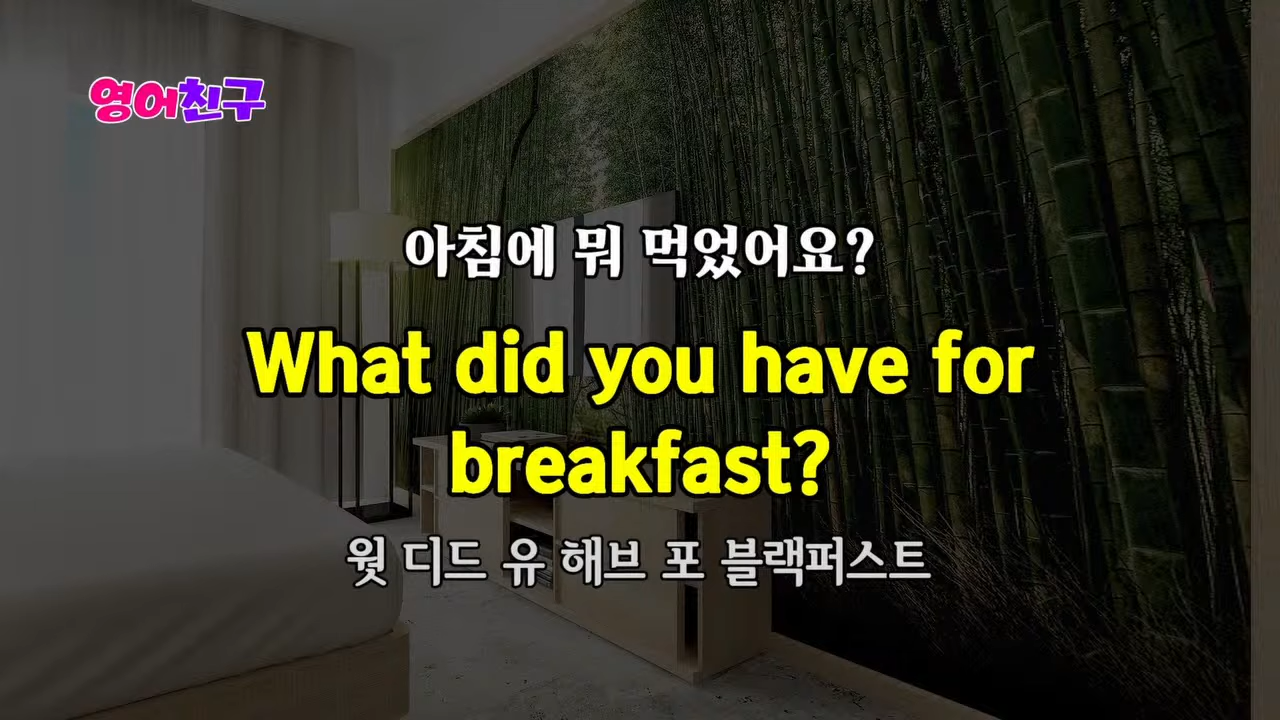 영어친구
아침에 뭐 먹었어요?
What did you have for
breakfast?
웟 디드 유 해브 포 블랙퍼스트